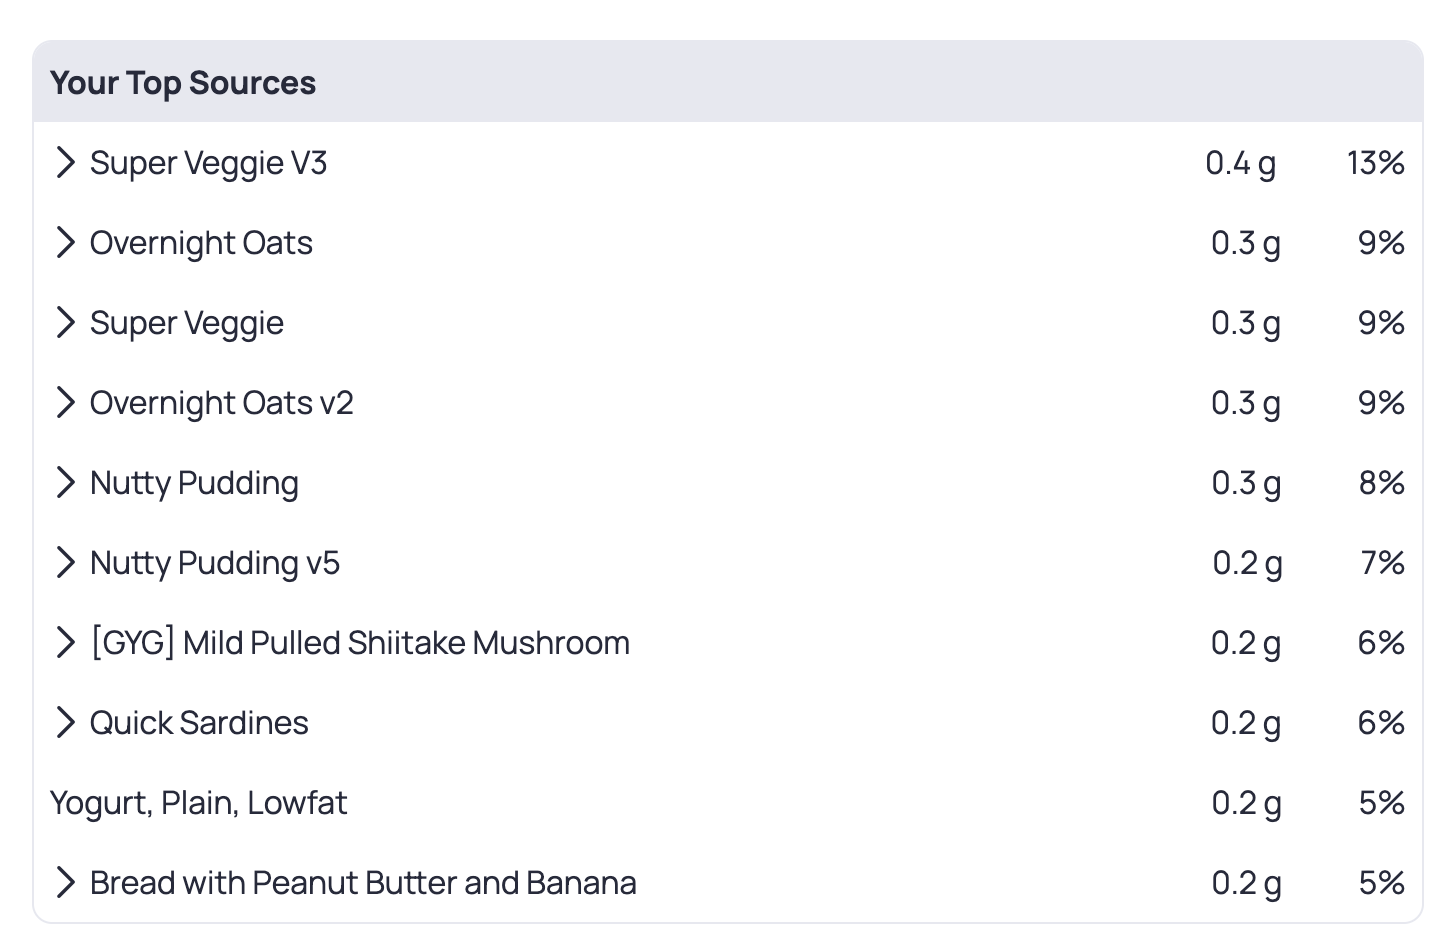 Your Top Sources
Super Veggie V3 0.4 g 13%
Overnight Oats 0.3 g 9%
Super Veggie 0.3 g 9%
Overnight Oats v2 0.3 g 9%
Nutty Pudding 0.3 g 8%
Nutty Pudding v5 0.2 g 7%
[GYG] Mild Pulled Shiitake Mushroom 0.2 g 6%
Quick Sardines 0.2 g 6%
Yogurt, Plain, Lowfat 0.2 g 5%
Bread with Peanut Butter and Banana 0.2 g 5%